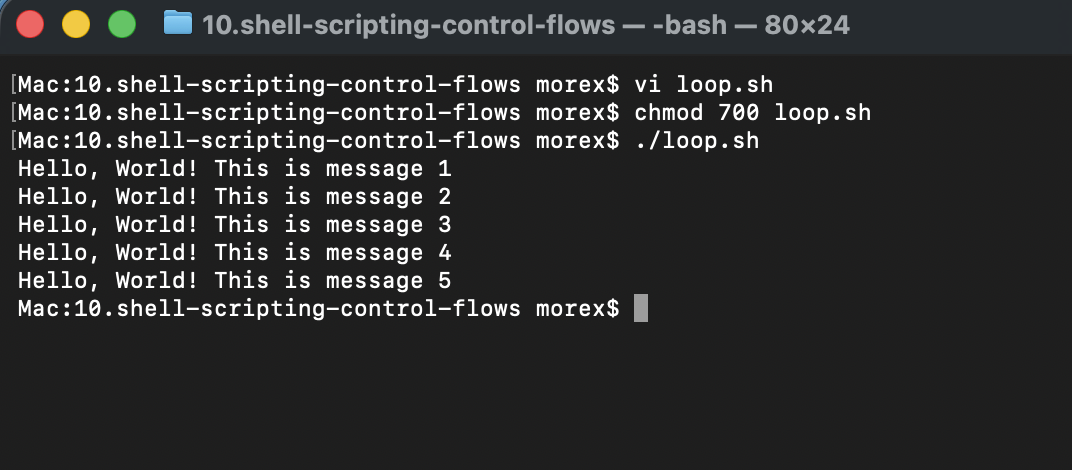 10.shell-scripting-control-flows — -bash — 80×24
[Mac:10.shell-scripting-control-flows morex$ vi loop.sh
[Mac:10.shell-scripting-control-flows morex$ chmod 700 loop.sh
[Mac:10.shell-scripting-control-flows morex$ ./loop.sh
Hello, World! This is message 1
Hello, World! This is message 2
Hello, World! This is message 3
Hello, World! This is message 4
Hello, World! This is message 5
Mac:10.shell-scripting-control-flows morex$